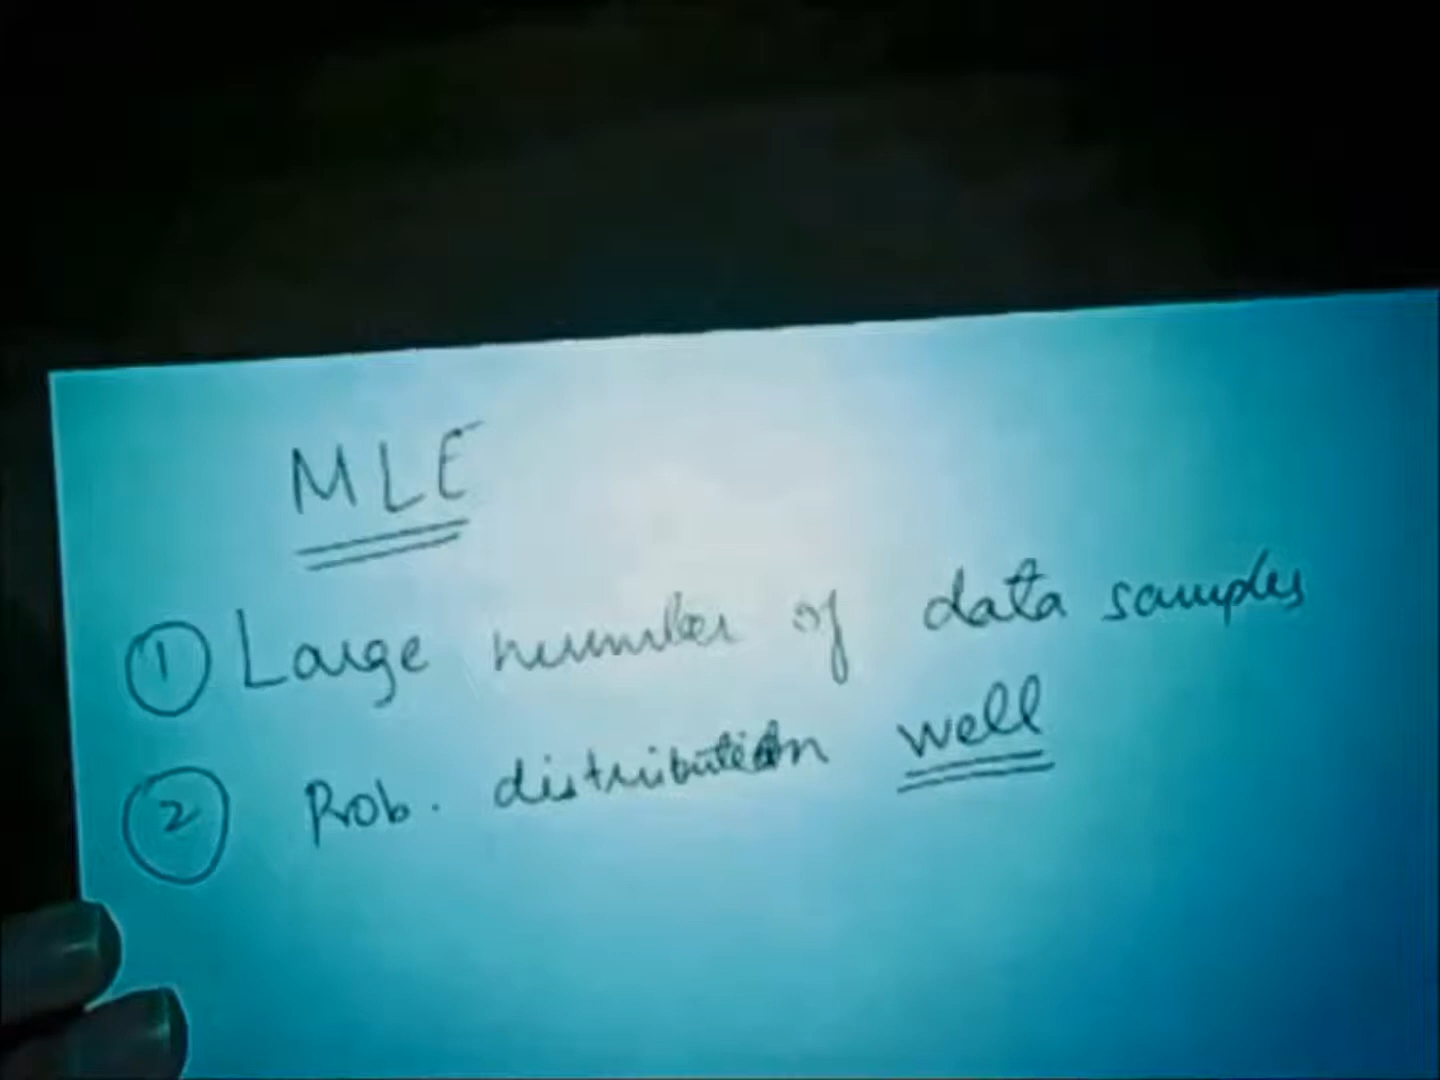 MLE
① Large number of data samples
② Prob. distribution well